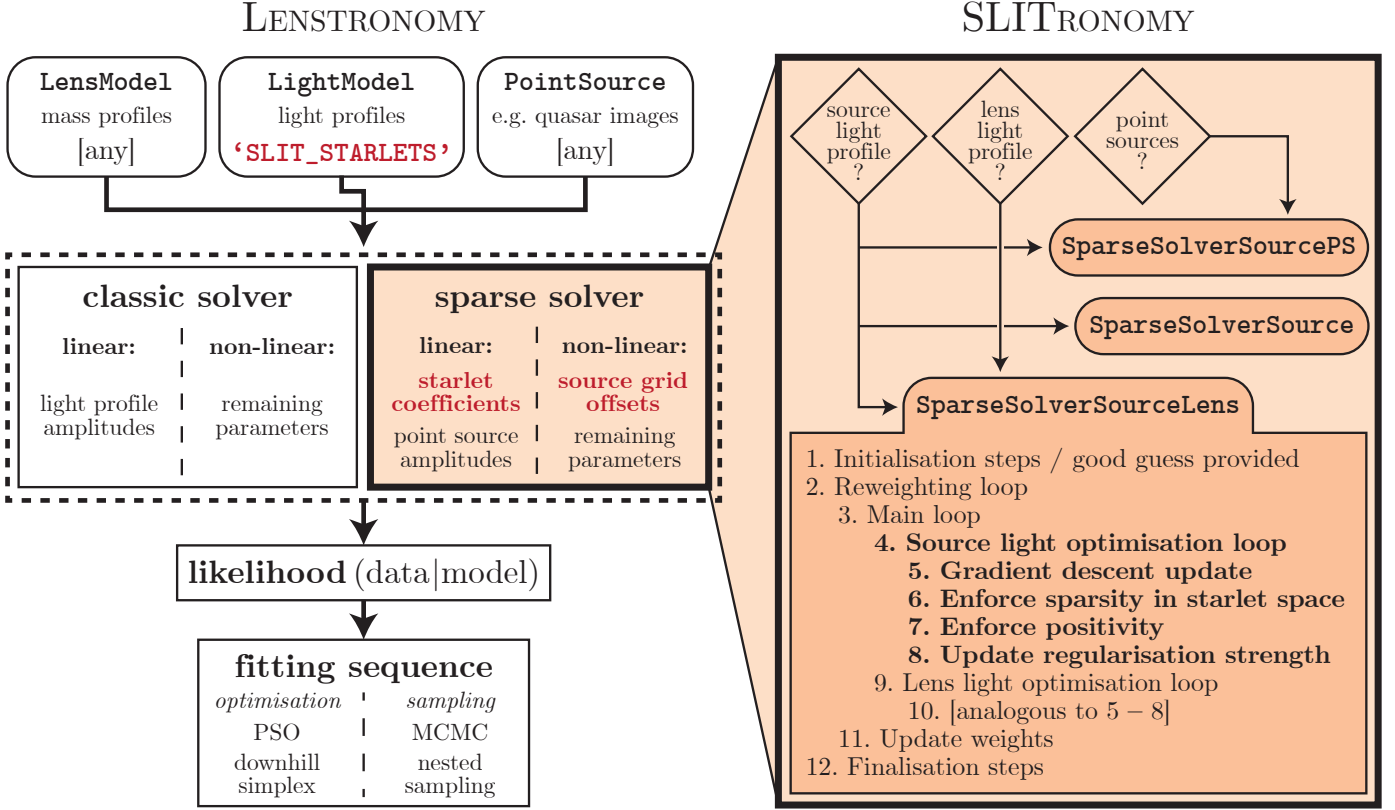 LENSTRONOMY
LensModel
mass profiles
[any]
LightModel
light profiles
‘SLIT_STARLETS’
PointSource
e.g. quasar images
[any]
classic solver
linear:
light profile
amplitudes
non-linear:
remaining
parameters
sparse solver
linear:
starlet
coefficients
point source
amplitudes
non-linear:
source grid
offsets
remaining
parameters
likelihood (data|model)
fitting sequence
optimisation
PSO
downhill
simplex
sampling
MCMC
nested
sampling
SLITRONOMY
source
light
profile
?
lens
light
profile
?
point
sources
?
SparseSolverSourcePS
SparseSolverSource
SparseSolverSourceLens
1. Initialisation steps / good guess provided
2. Reweighting loop
3. Main loop
4. Source light optimisation loop
5. Gradient descent update
6. Enforce sparsity in starlet space
7. Enforce positivity
8. Update regularisation strength
9. Lens light optimisation loop
10. [analogous to 5 – 8]
11. Update weights
12. Finalisation steps